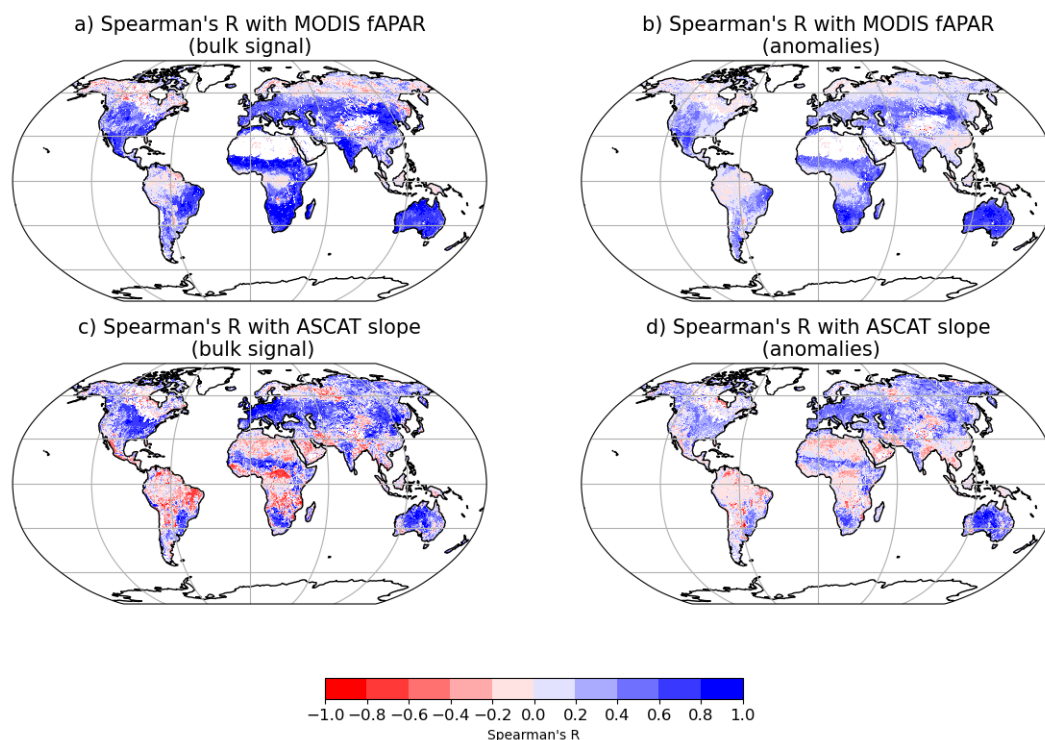 a) Spearman's R with MODIS fAPAR
(bulk signal)
b) Spearman's R with MODIS fAPAR
(anomalies)
c) Spearman's R with ASCAT slope
(bulk signal)
d) Spearman's R with ASCAT slope
(anomalies)
−1.0 −0.8 −0.6 −0.4 −0.2 0.0 0.2 0.4 0.6 0.8 1.0
Spearman's R